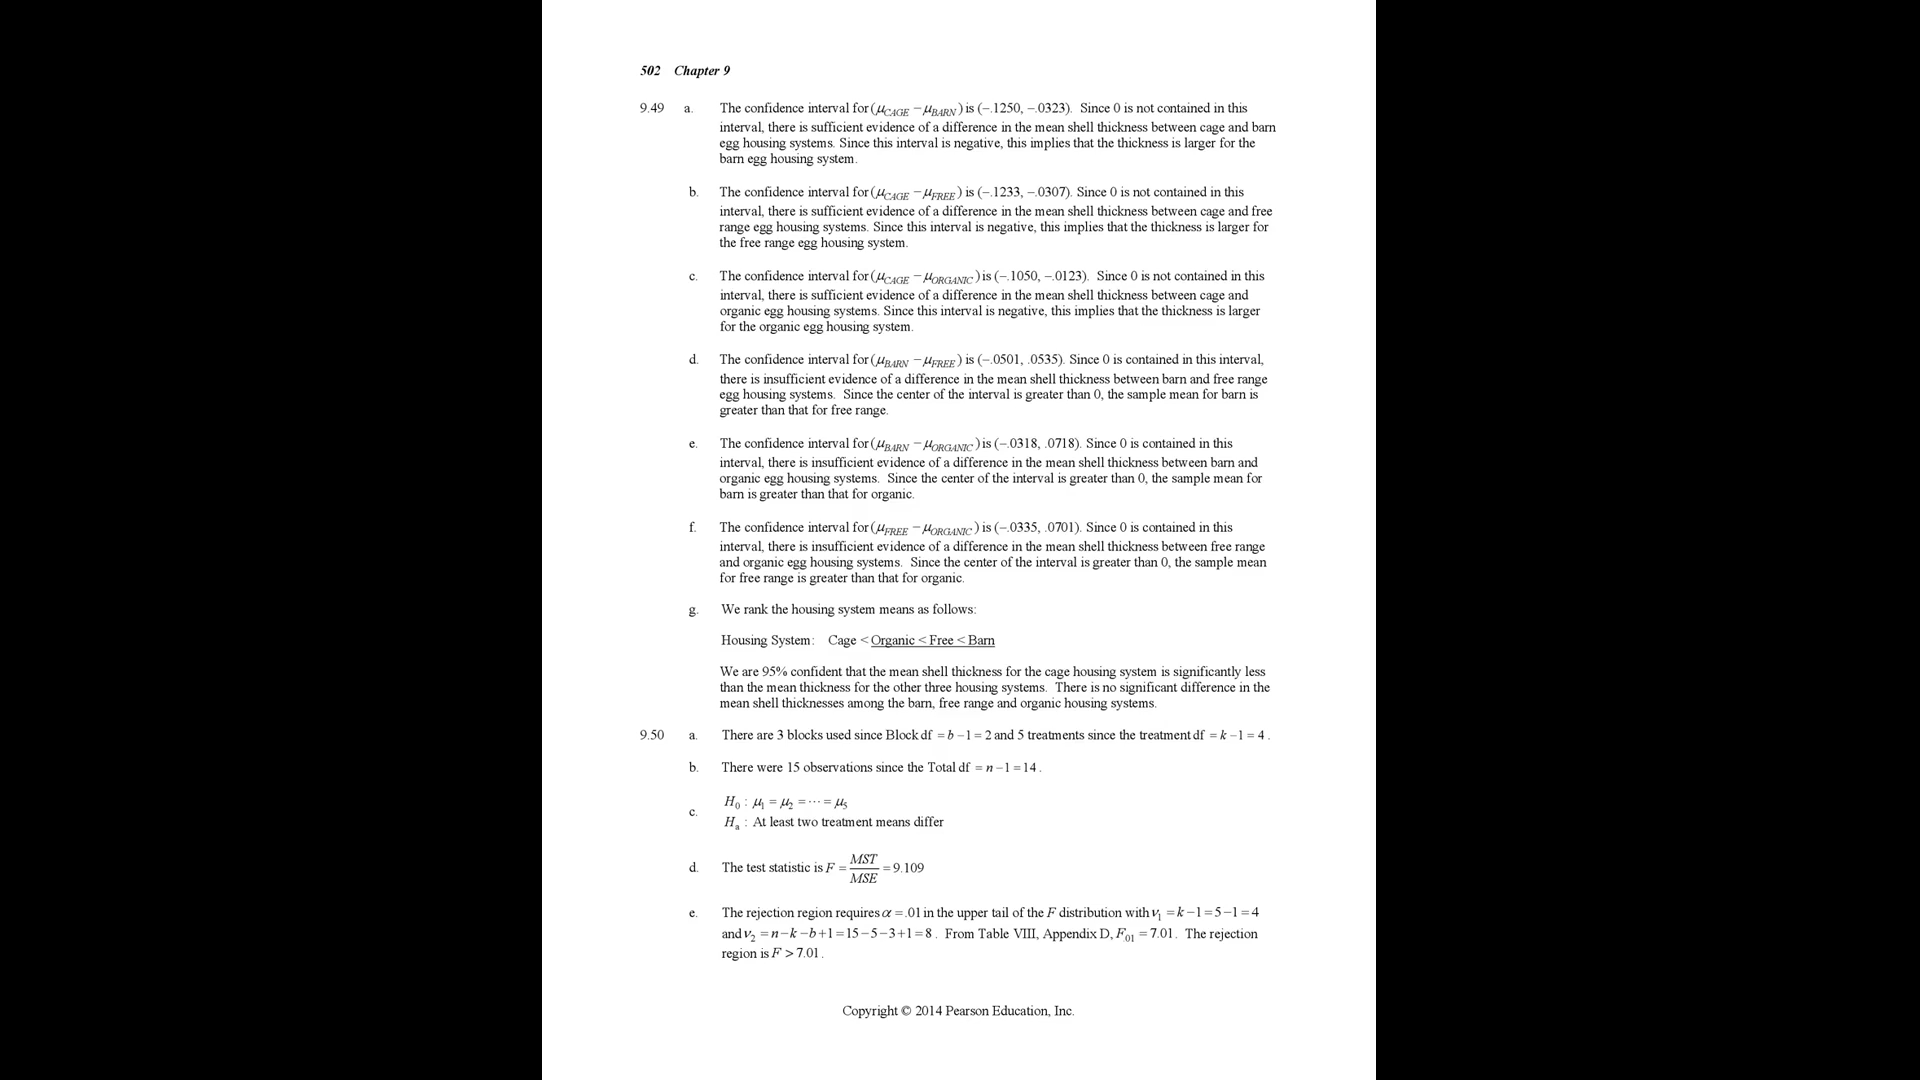 502 Chapter 9
9.49 a. The confidence interval for (μCAGE − μBARN) is (−.1250, −.0323). Since 0 is not contained in this
interval, there is sufficient evidence of a difference in the mean shell thickness between cage and barn
egg housing systems. Since this interval is negative, this implies that the thickness is larger for the
barn egg housing system.
b. The confidence interval for (μCAGE − μFREE) is (−.1233, −.0307). Since 0 is not contained in this
interval, there is sufficient evidence of a difference in the mean shell thickness between cage and free
range egg housing systems. Since this interval is negative, this implies that the thickness is larger for
the free range egg housing system.
c. The confidence interval for (μCAGE − μORGANIC) is (−.1050, −.0123). Since 0 is not contained in this
interval, there is sufficient evidence of a difference in the mean shell thickness between cage and
organic egg housing systems. Since this interval is negative, this implies that the thickness is larger
for the organic egg housing system.
d. The confidence interval for (μBARN − μFREE) is (−.0501, .0535). Since 0 is contained in this interval,
there is insufficient evidence of a difference in the mean shell thickness between barn and free range
egg housing systems. Since the center of the interval is greater than 0, the sample mean for barn is
greater than that for free range.
e. The confidence interval for (μBARN − μORGANIC) is (−.0318, .0718). Since 0 is contained in this
interval, there is insufficient evidence of a difference in the mean shell thickness between barn and
organic egg housing systems. Since the center of the interval is greater than 0, the sample mean for
barn is greater than that for organic.
f. The confidence interval for (μFREE − μORGANIC) is (−.0335, .0701). Since 0 is contained in this
interval, there is insufficient evidence of a difference in the mean shell thickness between free range
and organic egg housing systems. Since the center of the interval is greater than 0, the sample mean
for free range is greater than that for organic.
g. We rank the housing system means as follows:
Housing System: Cage < Organic < Free < Barn
We are 95% confident that the mean shell thickness for the cage housing system is significantly less
than the mean thickness for the other three housing systems. There is no significant difference in the
mean shell thicknesses among the barn, free range and organic housing systems.
9.50 a. There are 3 blocks used since Block df = b − 1 = 2 and 5 treatments since the treatment df = k − 1 = 4.
b. There were 15 observations since the Total df = n − 1 = 14.
c. H0 : μ1 = μ2 = ⋯ = μ5
Ha : At least two treatment means differ
d. The test statistic is F = MST/MSE = 9.109
e. The rejection region requires α = .01 in the upper tail of the F distribution with ν1 = k − 1 = 5 − 1 = 4
and ν2 = n − k − b + 1 = 15 − 5 − 3 + 1 = 8. From Table VIII, Appendix D, F.01 = 7.01. The rejection
region is F > 7.01.
Copyright © 2014 Pearson Education, Inc.